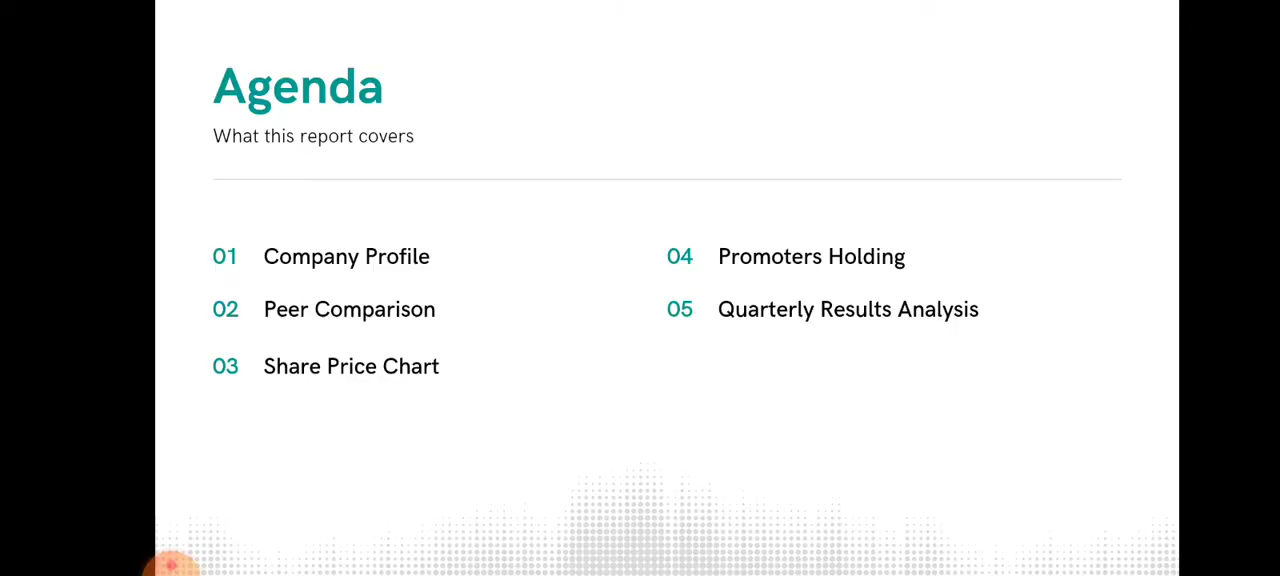 Agenda
What this report covers
01 Company Profile
02 Peer Comparison
03 Share Price Chart
04 Promoters Holding
05 Quarterly Results Analysis